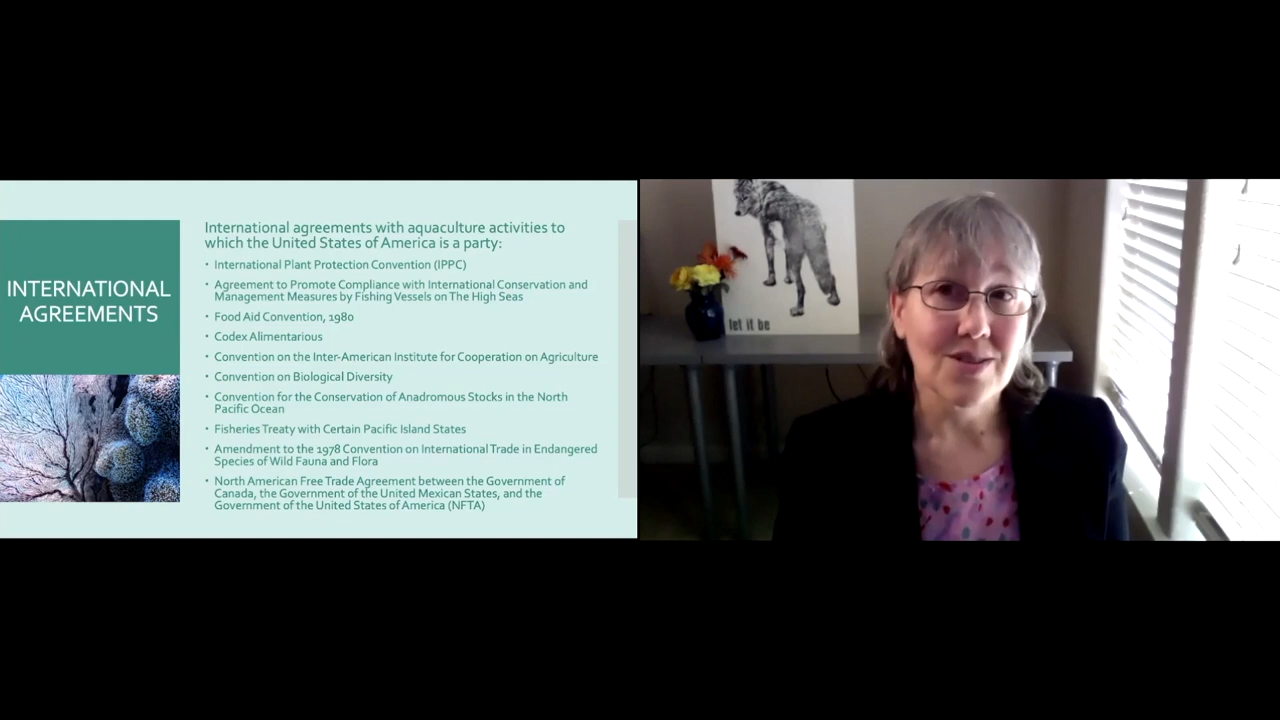 INTERNATIONAL
AGREEMENTS
International agreements with aquaculture activities to
which the United States of America is a party:
• International Plant Protection Convention (IPPC)
• Agreement to Promote Compliance with International Conservation and
Management Measures by Fishing Vessels on The High Seas
• Food Aid Convention, 1980
• Codex Alimentarious
• Convention on the Inter-American Institute for Cooperation on Agriculture
• Convention on Biological Diversity
• Convention for the Conservation of Anadromous Stocks in the North
Pacific Ocean
• Fisheries Treaty with Certain Pacific Island States
• Amendment to the 1978 Convention on International Trade in Endangered
Species of Wild Fauna and Flora
• North American Free Trade Agreement between the Government of
Canada, the Government of the United Mexican States, and the
Government of the United States of America (NFTA)
let it be